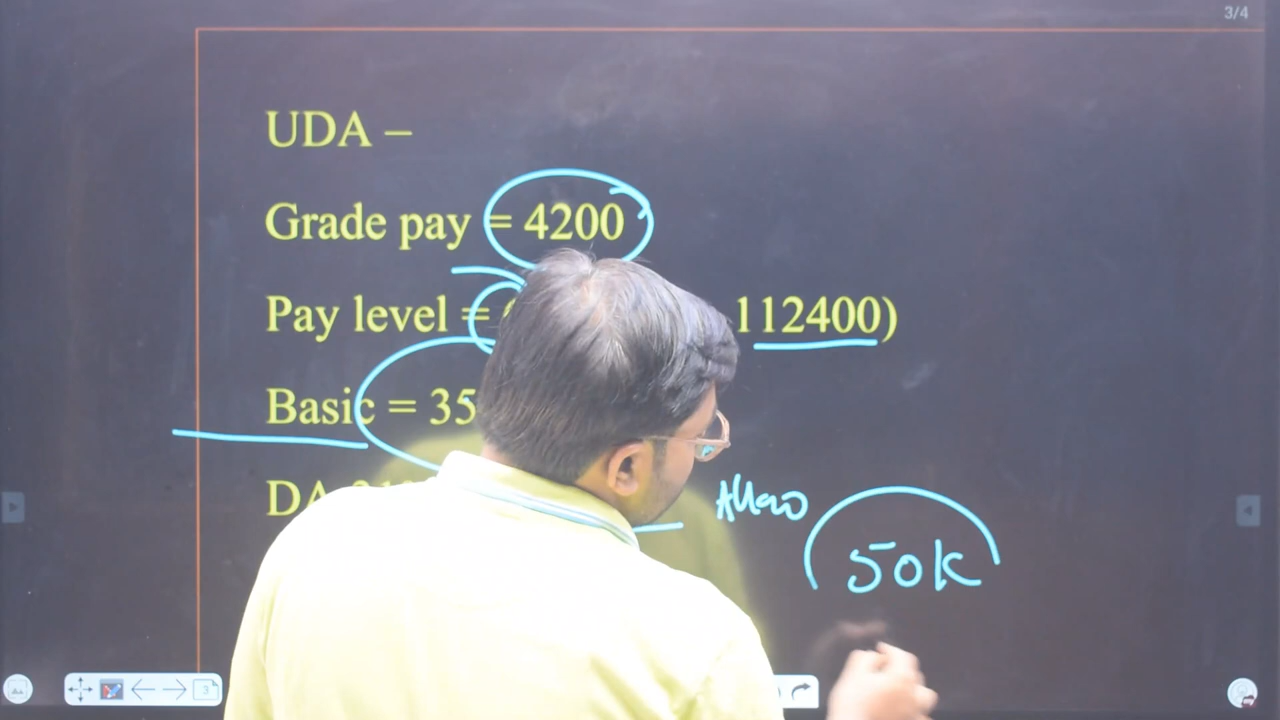 3/4
UDA –
Grade pay = 4200
Pay level = 112400)
Basic = 35
DA
Allow
50K
3